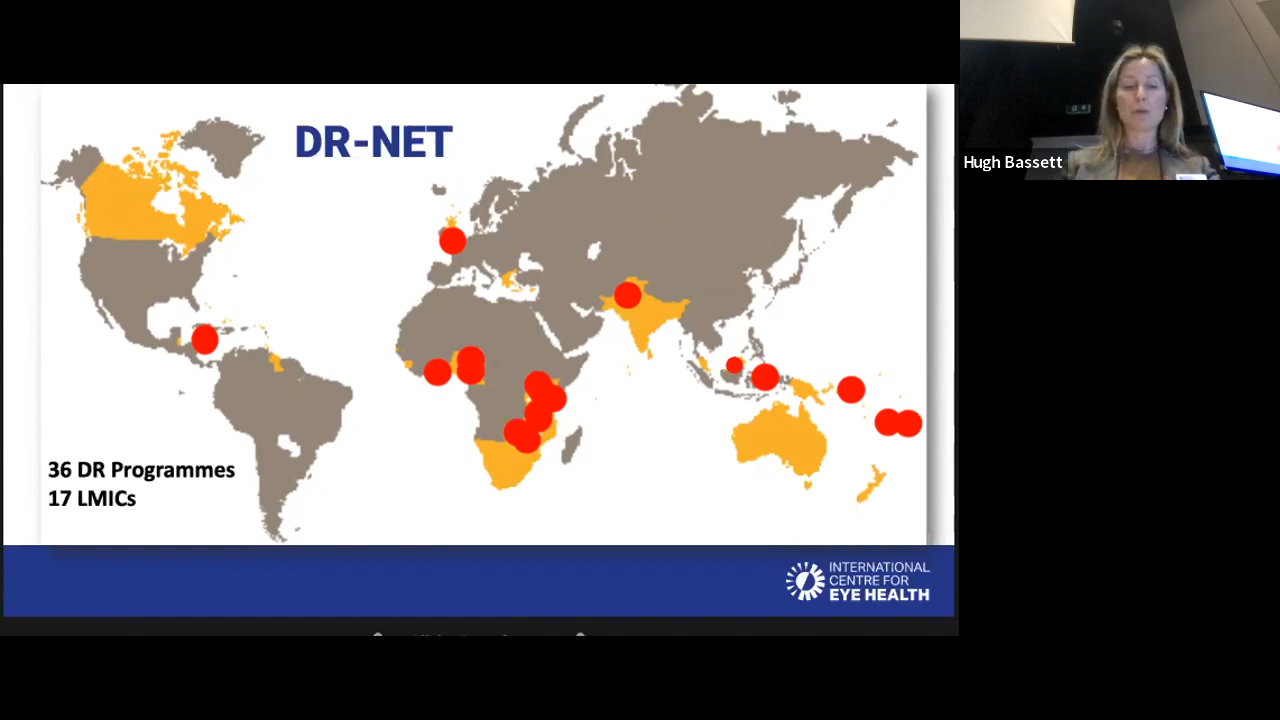 DR-NET
Hugh Bassett
36 DR Programmes
17 LMICs
INTERNATIONAL
CENTRE FOR
EYE HEALTH